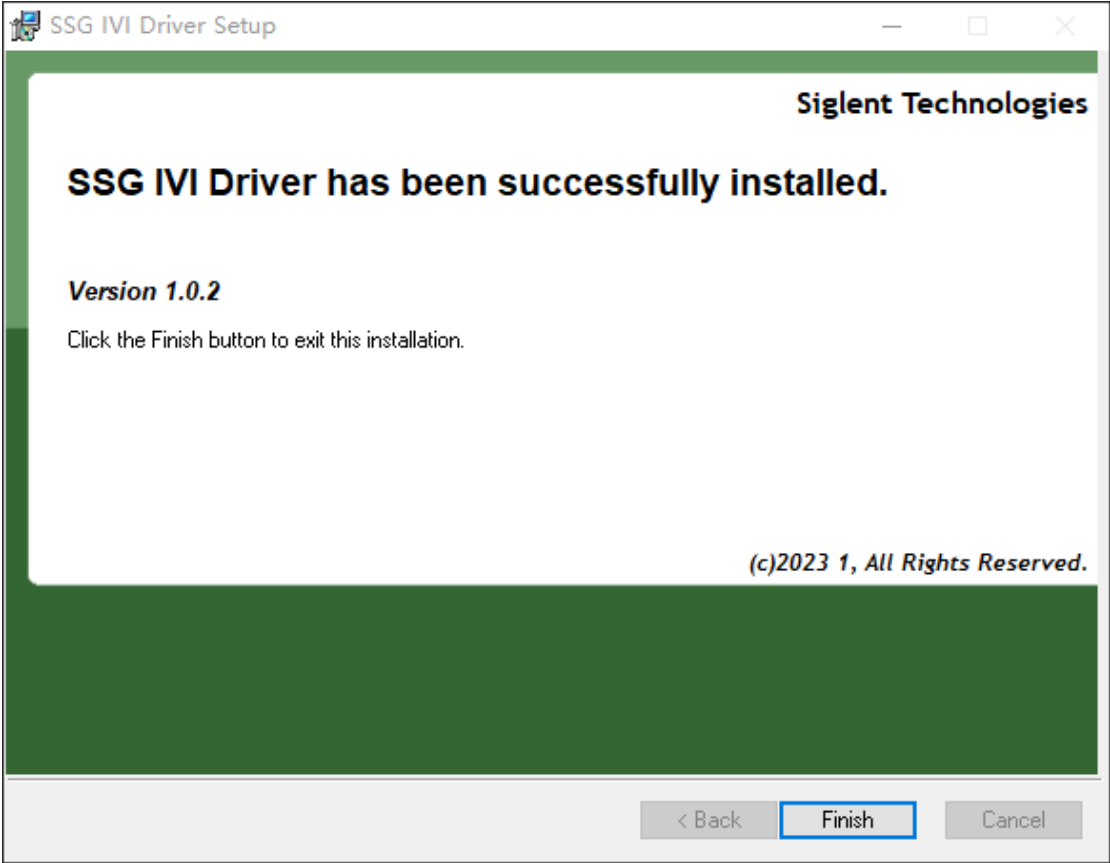 SSG IVI Driver Setup
Siglent Technologies
SSG IVI Driver has been successfully installed.
Version 1.0.2
Click the Finish button to exit this installation.
(c)2023 1, All Rights Reserved.
< Back
Finish
Cancel